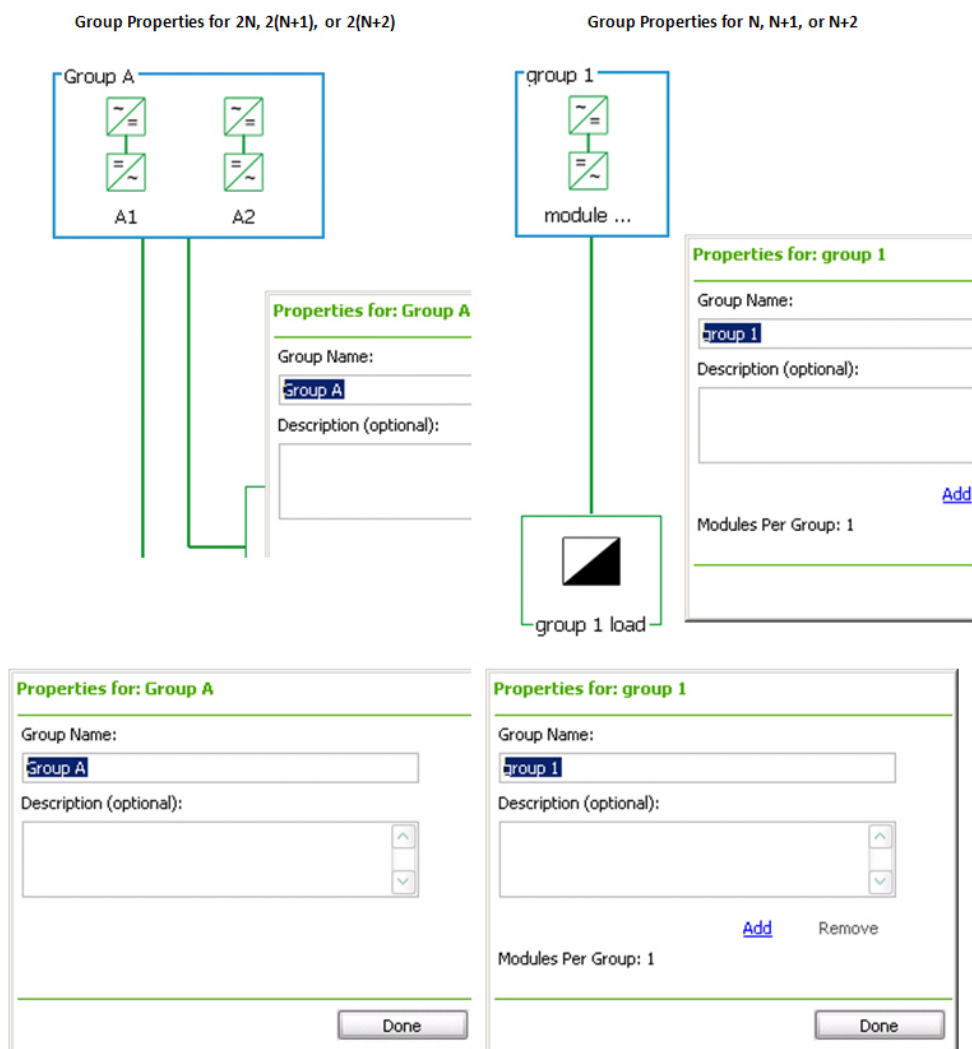 Group Properties for 2N, 2(N+1), or 2(N+2)
Group Properties for N, N+1, or N+2
Group A
~
=
~
=
=
~
=
~
A1
A2
Properties for: Group A
Group Name:
Group A
Description (optional):
group 1
~
=
=
~
module ...
Properties for: group 1
Group Name:
group 1
Description (optional):
Add
Modules Per Group: 1
group 1 load
Properties for: Group A
Group Name:
Group A
Description (optional):
Done
Properties for: group 1
Group Name:
group 1
Description (optional):
Add Remove
Modules Per Group: 1
Done